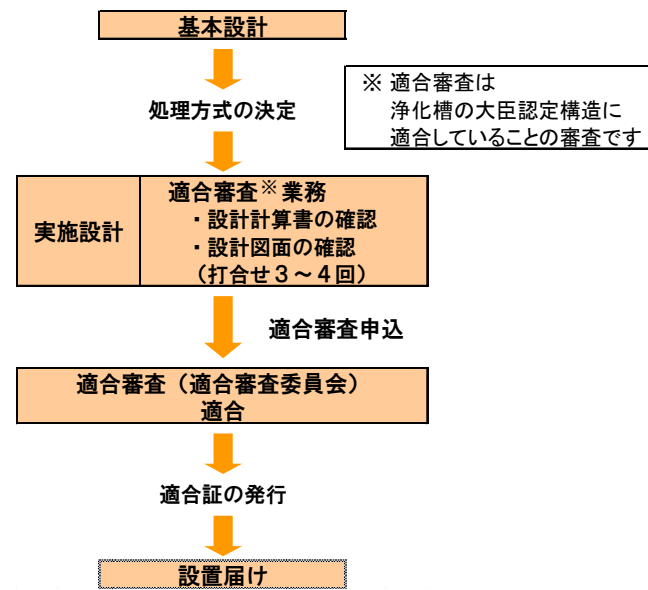 基本設計
処理方式の決定
※ 適合審査は
浄化槽の大臣認定構造に
適合していることの審査です
実施設計
適合審査※業務
・設計計算書の確認
・設計図面の確認
(打合せ3~4回)
適合審査申込
適合審査（適合審査委員会）
適合
適合証の発行
設置届け